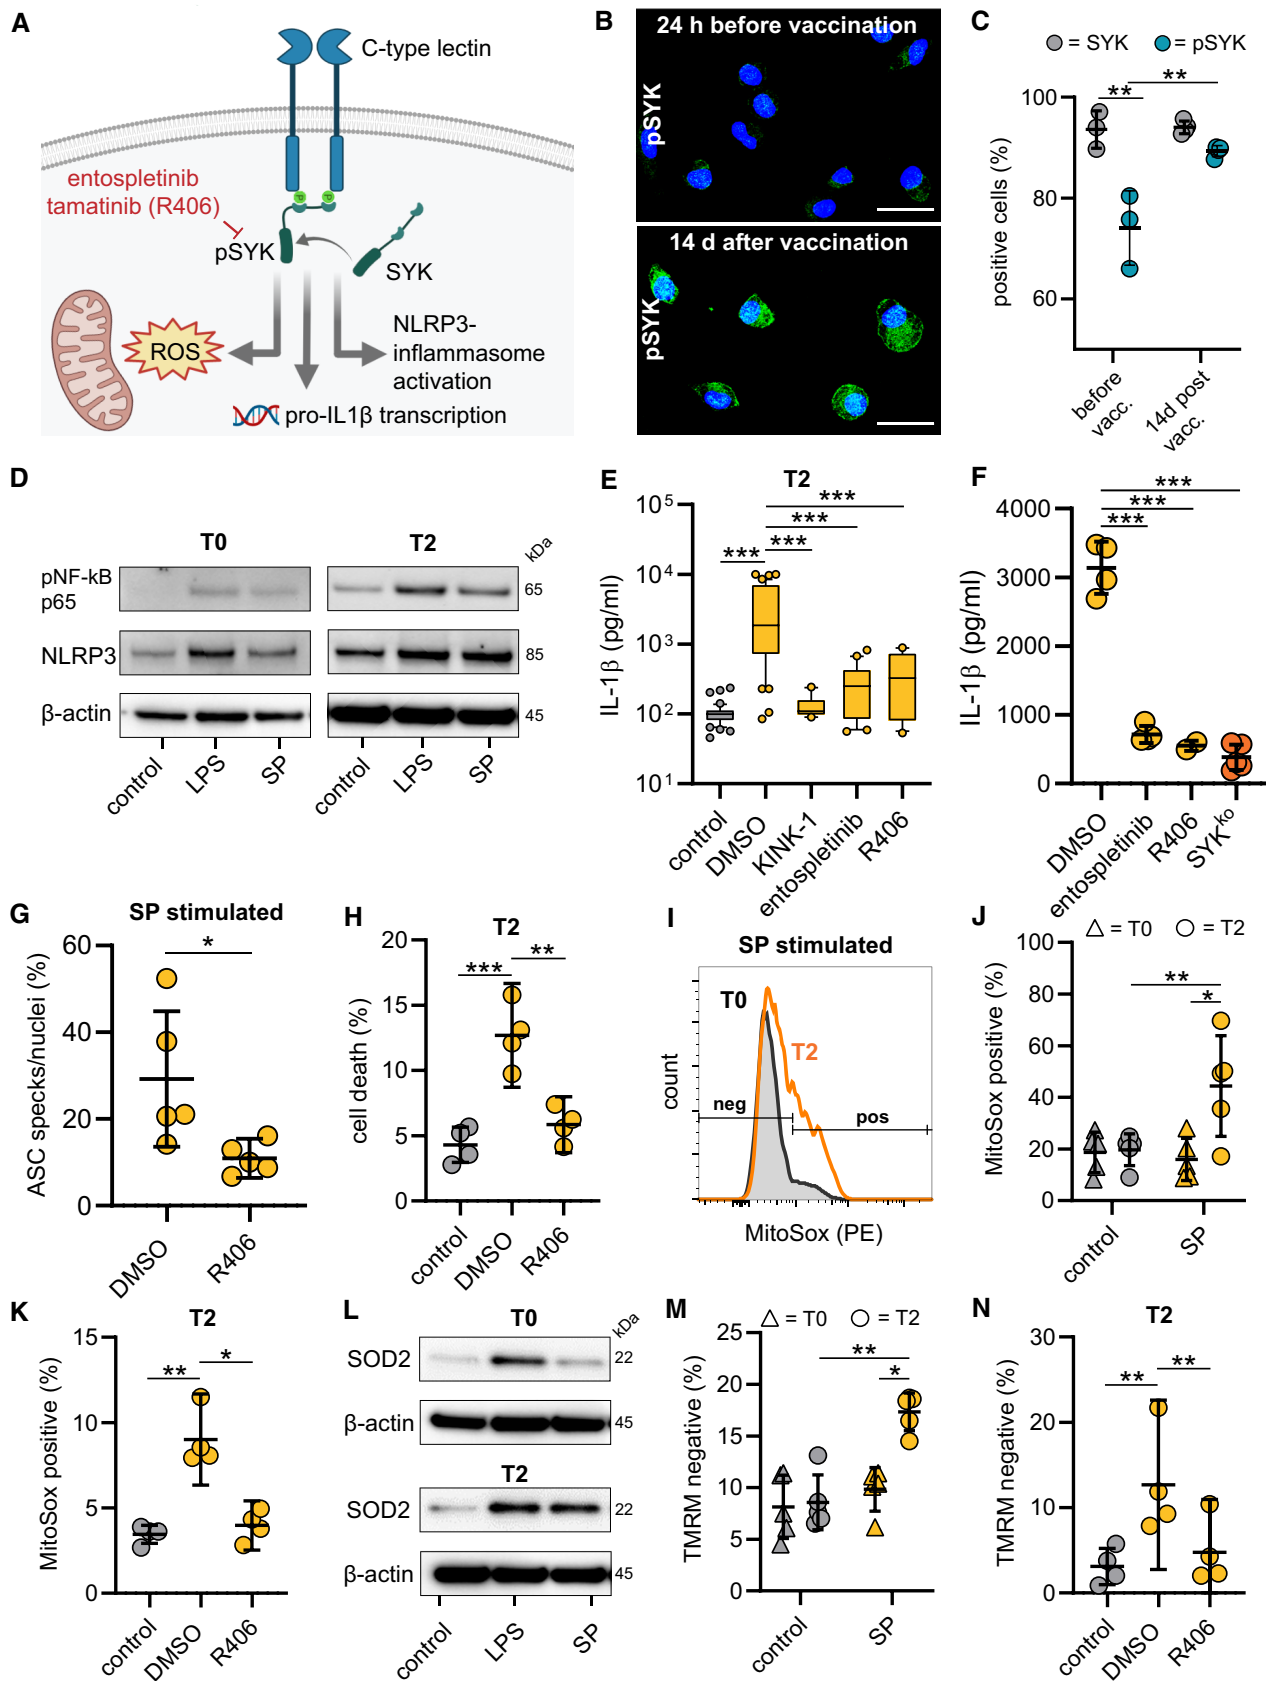 A
C-type lectin
entospletinib
tamatinib (R406)
P P
pSYK
SYK
ROS
NLRP3-
inflammasome
activation
pro-IL1β transcription
B
24 h before vaccination
pSYK
14 d after vaccination
pSYK
C
= SYK = pSYK
** **
positive cells (%)
100
80
60
before
vacc.
14d post
vacc.
D
T0 T2
kDa
pNF-kB
p65
65
NLRP3
85
β-actin
45
control LPS SP control LPS SP
E
T2
***
***
*** ***
IL-1β (pg/ml)
10^5
10^4
10^3
10^2
10^1
control DMSO KINK-1 entospletinib R406
F
***
***
***
IL-1β (pg/ml)
4000
3000
2000
1000
0
DMSO entospletinib R406 SYK^ko
G
SP stimulated
*
ASC specks/nuclei (%)
60
40
20
0
DMSO R406
H
T2
*** **
cell death (%)
20
15
10
5
0
control DMSO R406
I
SP stimulated
T0
T2
neg pos
count
MitoSox (PE)
J
= T0 = T2
**
*
MitoSox positive (%)
100
80
60
40
20
0
control SP
K
T2
** *
MitoSox positive (%)
15
10
5
0
control DMSO R406
L
T0
kDa
SOD2 22
β-actin 45
T2
SOD2 22
β-actin 45
control LPS SP
M
= T0 = T2
**
*
TMRM negative (%)
25
20
15
10
5
0
control SP
N
T2
** **
TMRM negative (%)
30
20
10
0
control DMSO R406